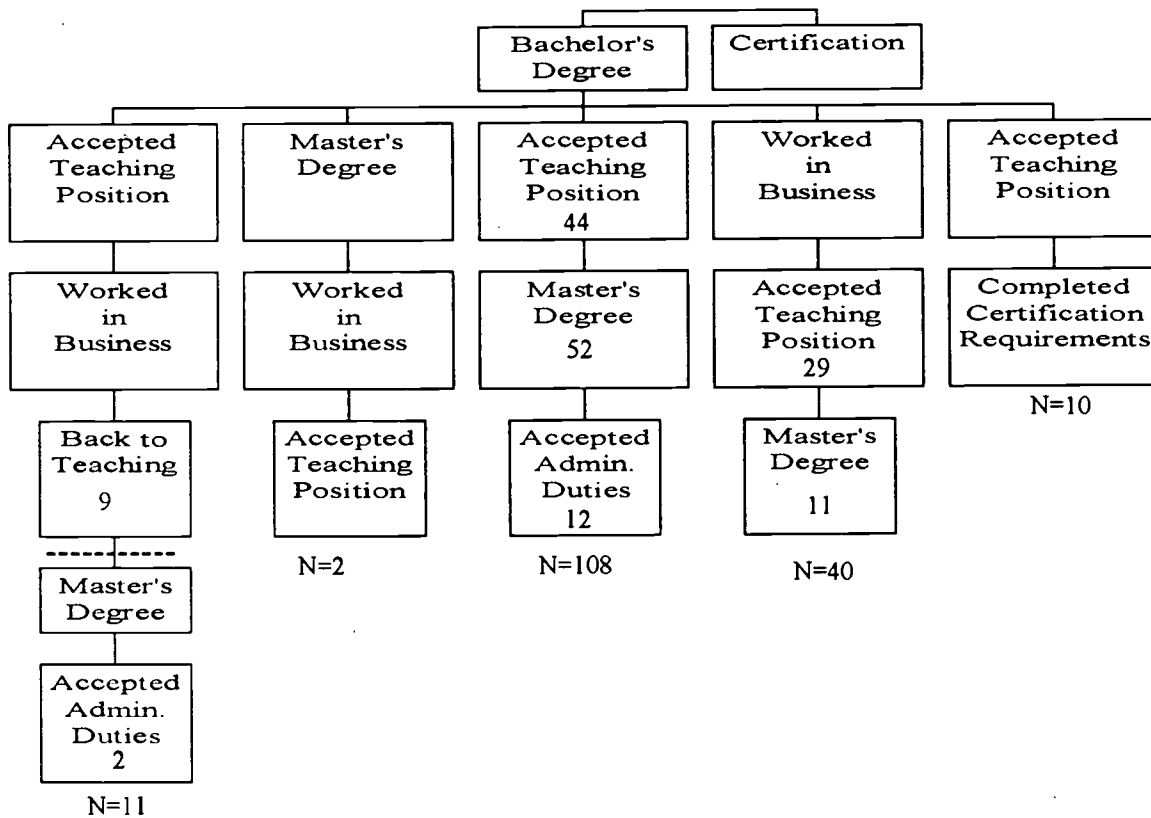 Bachelor's
Degree
Certification
Accepted
Teaching
Position
Worked
in
Business
Back to
Teaching
9
Master's
Degree
Accepted
Admin.
Duties
2
N=11
Master's
Degree
Worked
in
Business
Accepted
Teaching
Position
N=2
Accepted
Teaching
Position
44
Master's
Degree
52
Accepted
Admin.
Duties
12
N=108
Worked
in
Business
Accepted
Teaching
Position
29
Master's
Degree
11
N=40
Accepted
Teaching
Position
Completed
Certification
Requirements
N=10